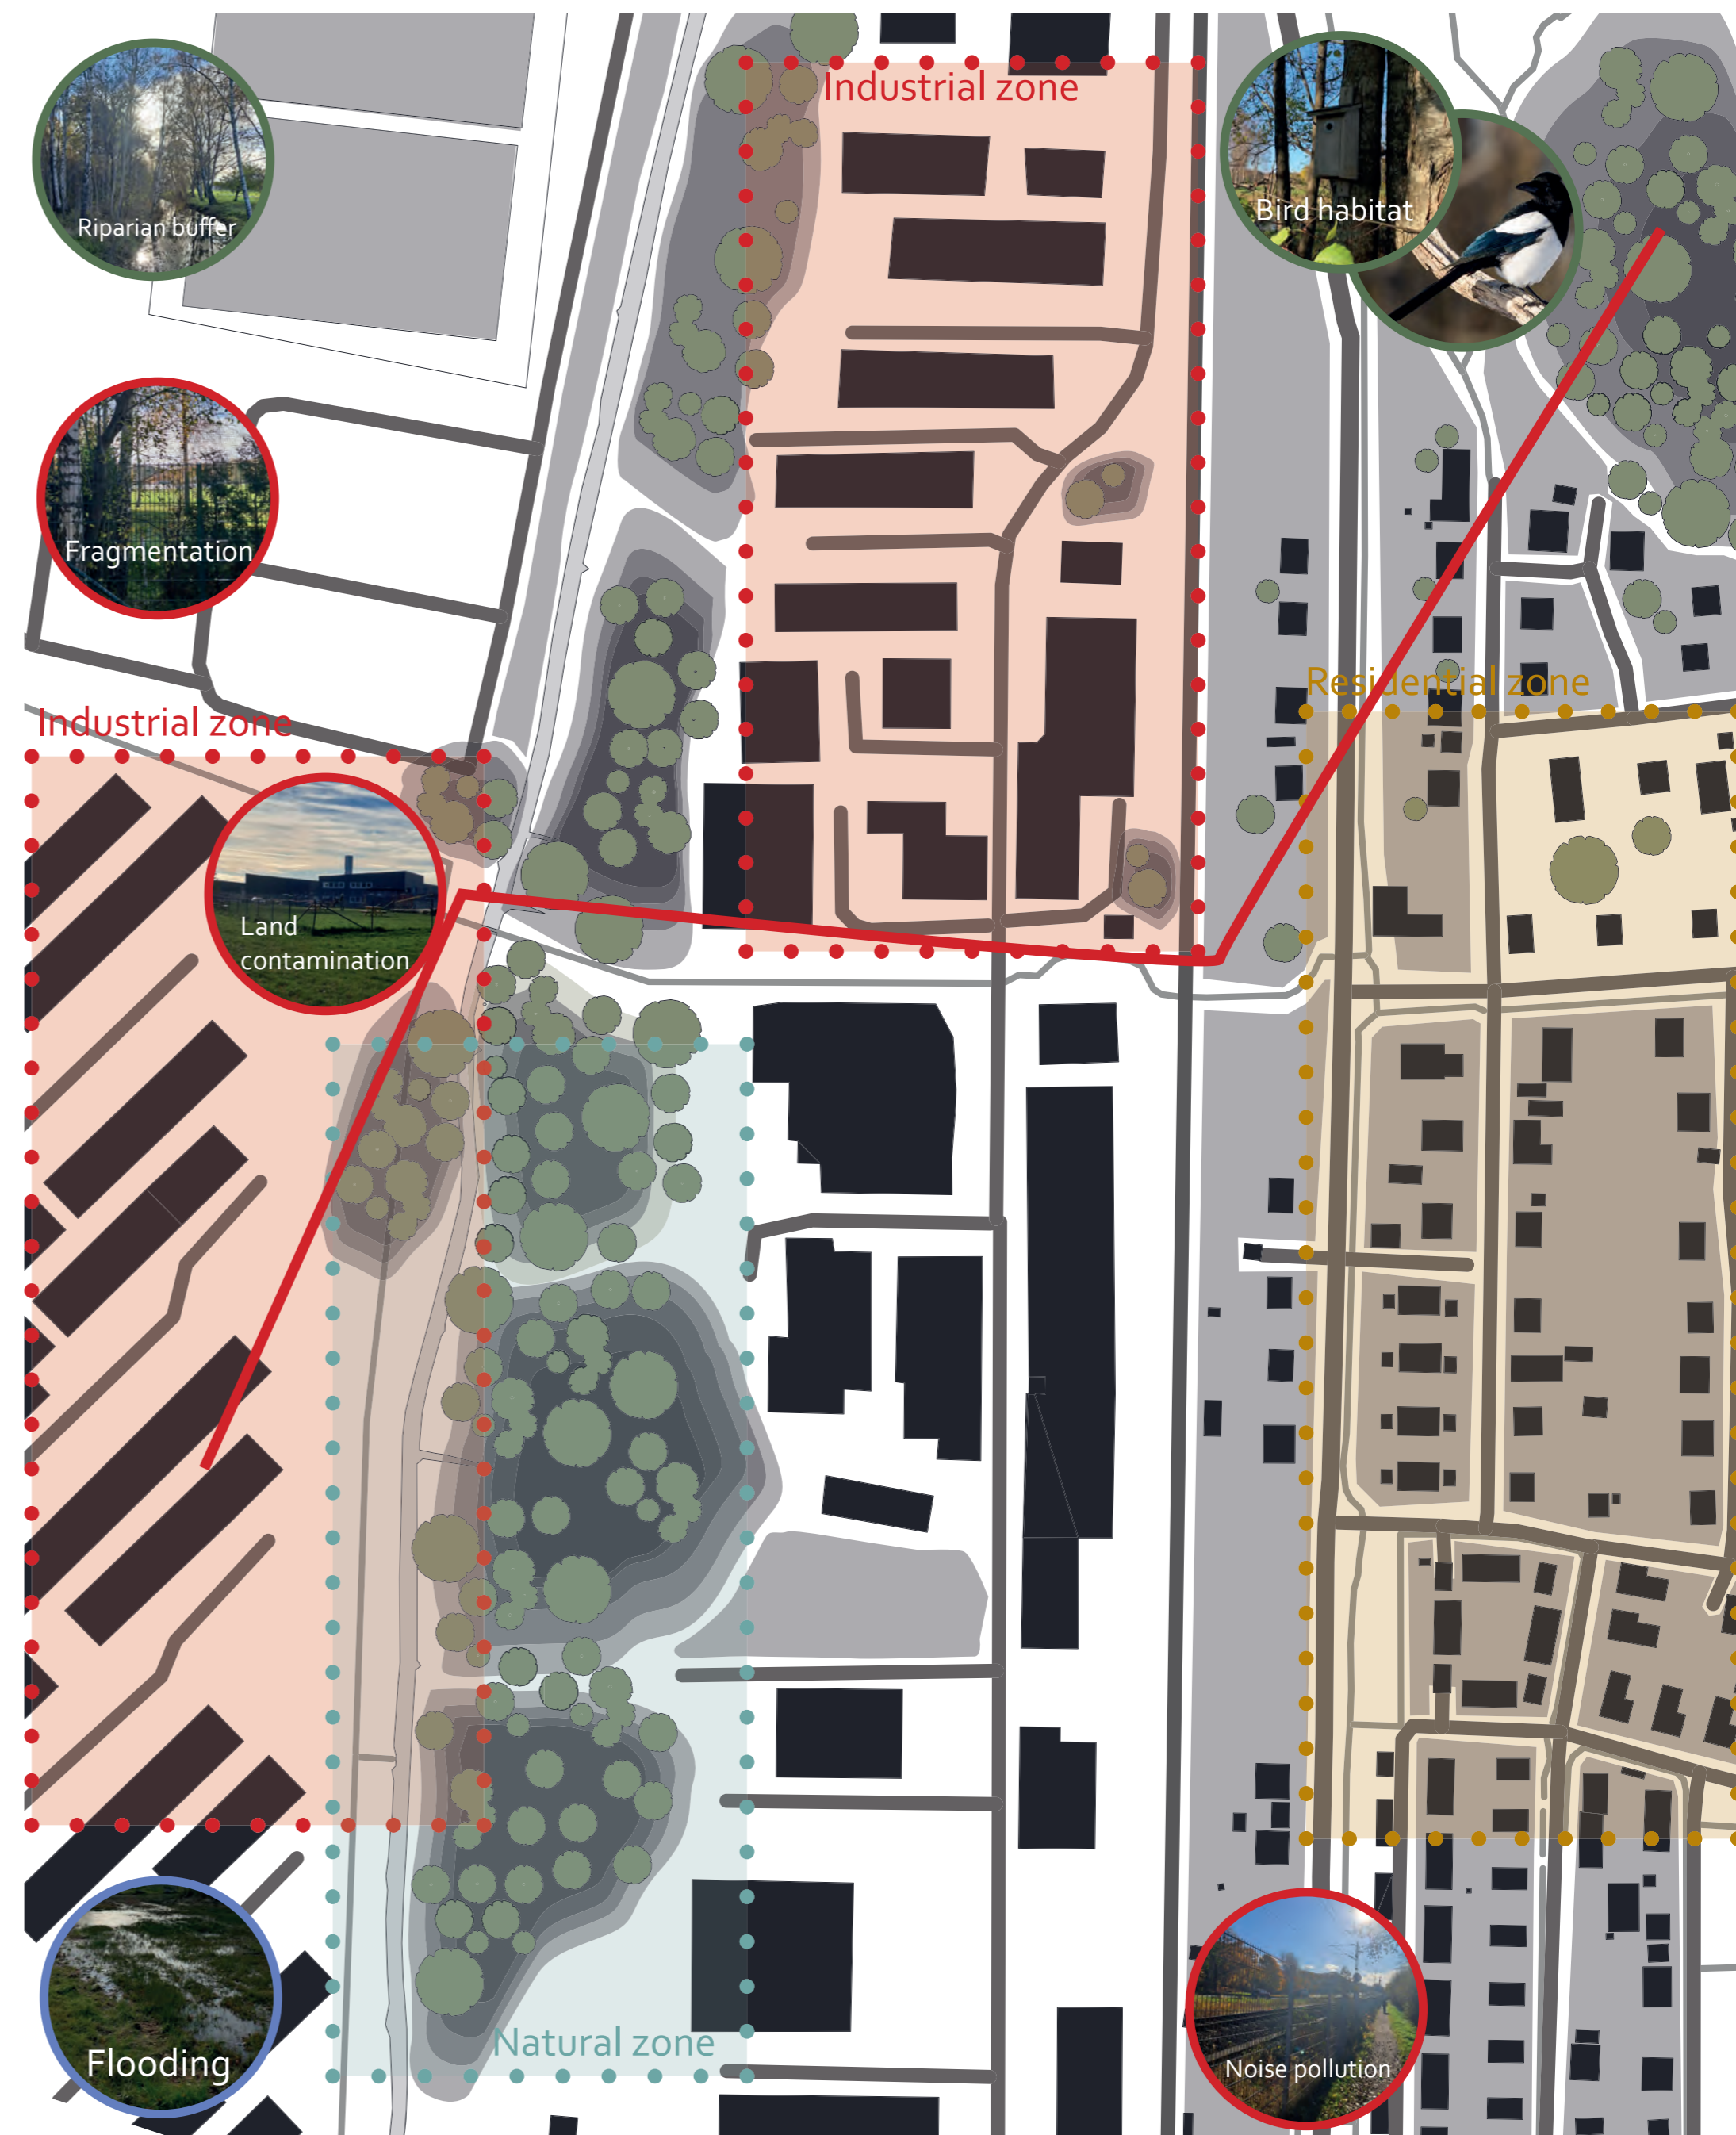 Industrial zone
Riparian buffer
Bird habitat
Fragmentation
Residential zone
Industrial zone
Land
contamination
Natural zone
Flooding
Noise pollution